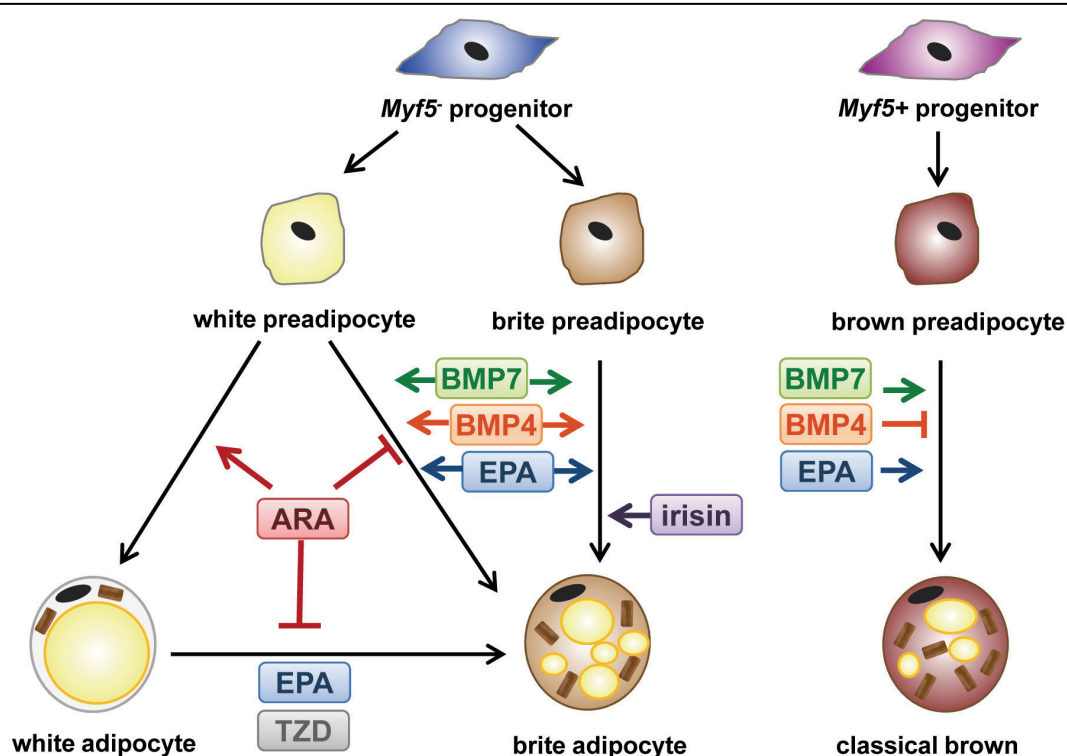 Myf5- progenitor
Myf5+ progenitor
white preadipocyte
brite preadipocyte
brown preadipocyte
BMP7
BMP7
BMP4
BMP4
EPA
EPA
ARA
irisin
EPA
TZD
white adipocyte
brite adipocyte
classical brown